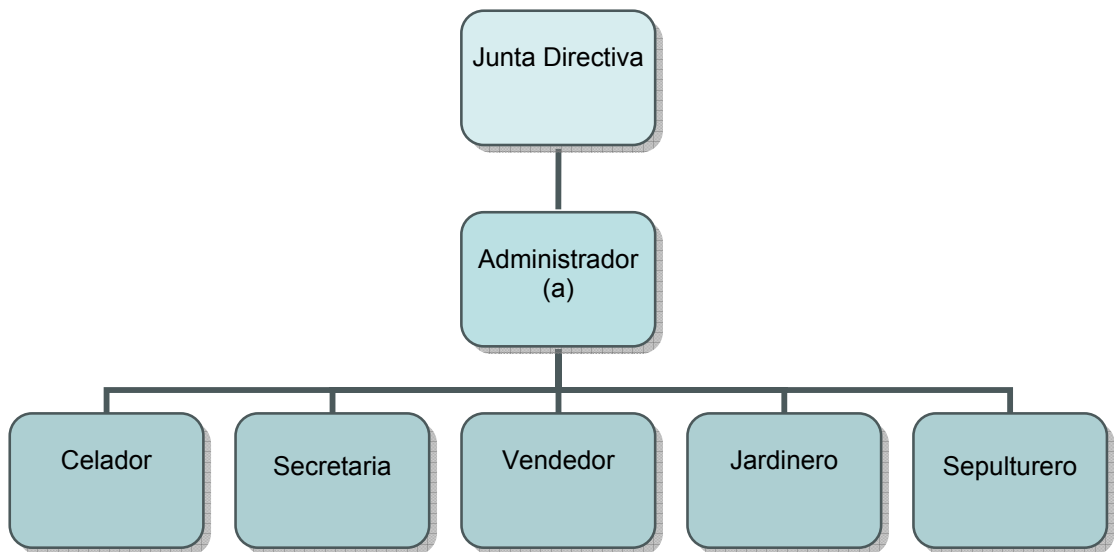 Junta Directiva
Administrador
(a)
Celador
Secretaria
Vendedor
Jardinero
Sepulturero